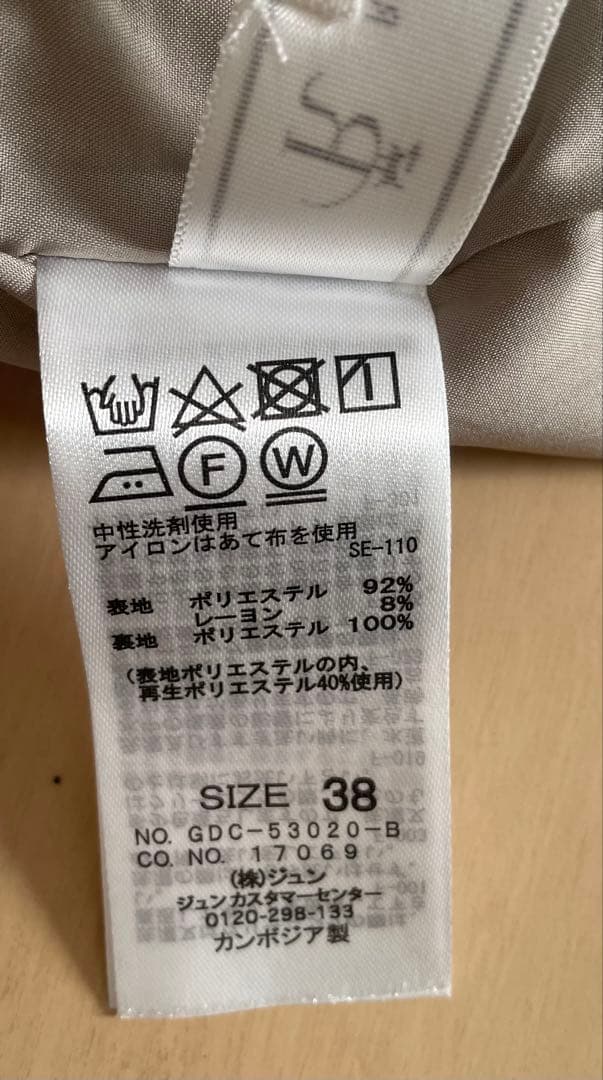 F
W
中性洗剤使用
アイロンはあて布を使用
SE-110
表地 ポリエステル 92%
レーヨン 8%
裏地 ポリエステル 100%
(表地ポリエステルの内、
再生ポリエステル40%使用)
SIZE 38
NO. GDC-53020-B
CO. NO. 17069
(株)ジュン
ジュンカスタマーセンター
0120-298-133
カンボジア製